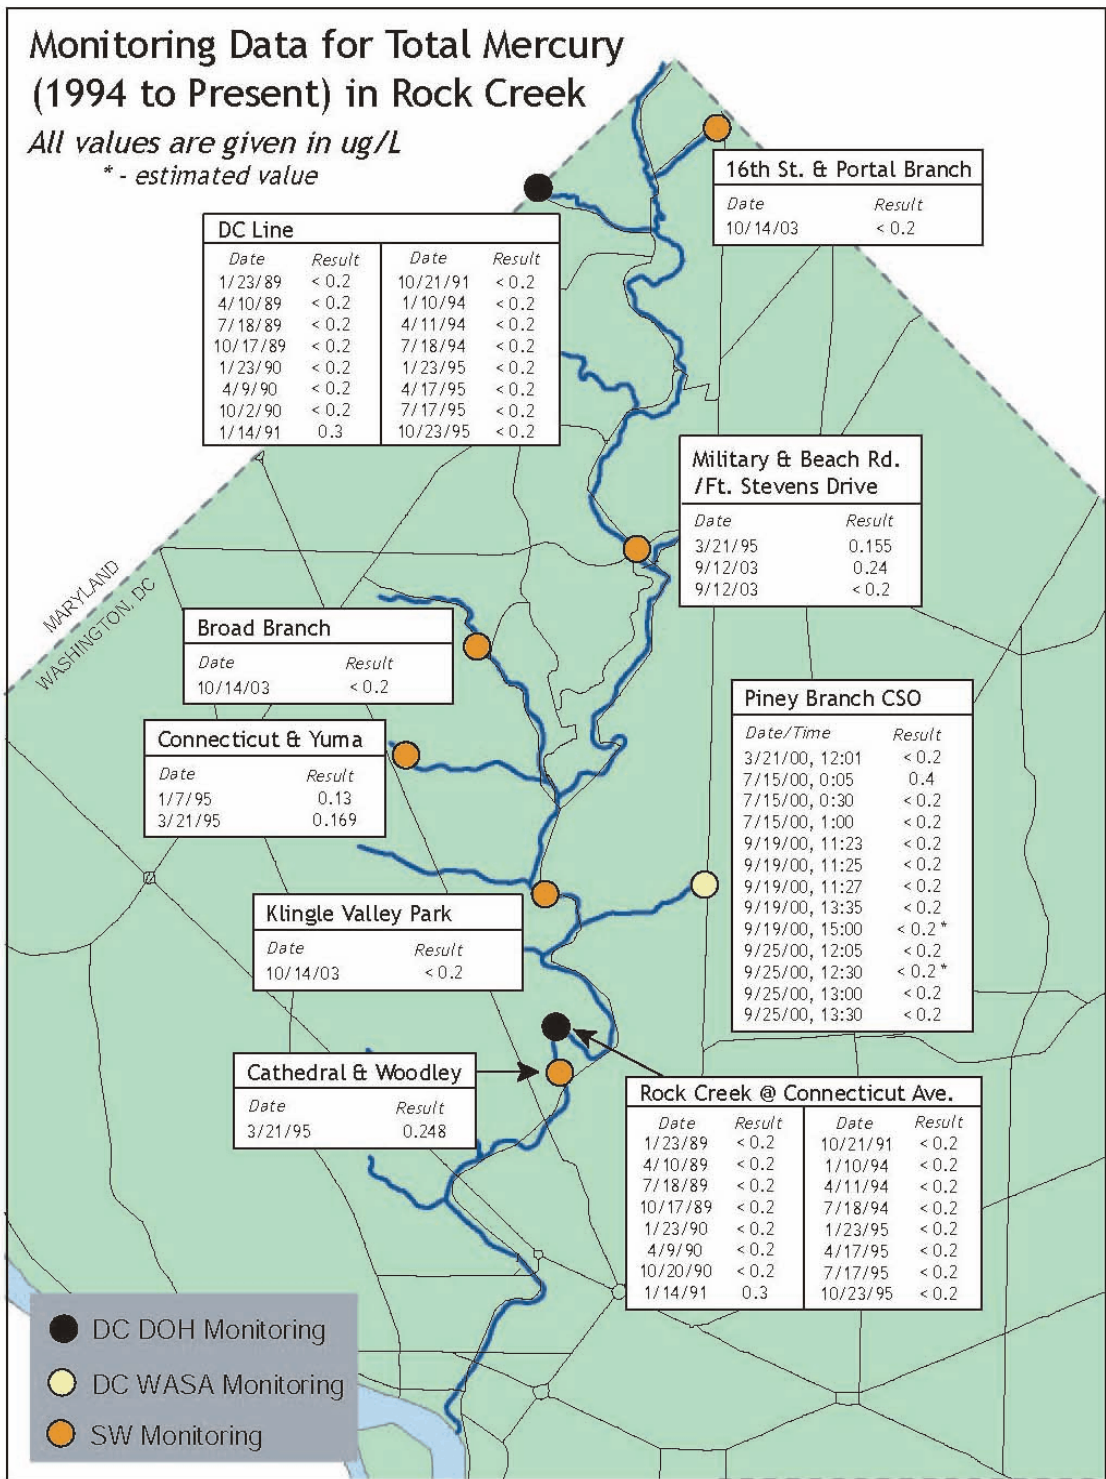 Monitoring Data for Total Mercury
(1994 to Present) in Rock Creek
All values are given in ug/L
* - estimated value
16th St. & Portal Branch
Date Result
10/14/03 < 0.2
DC Line
Date Result Date Result
1/23/89 < 0.2 10/21/91 < 0.2
4/10/89 < 0.2 1/10/94 < 0.2
7/18/89 < 0.2 4/11/94 < 0.2
10/17/89 < 0.2 7/18/94 < 0.2
1/23/90 < 0.2 1/23/95 < 0.2
4/9/90 < 0.2 4/17/95 < 0.2
10/2/90 < 0.2 7/17/95 < 0.2
1/14/91 0.3 10/23/95 < 0.2
Military & Beach Rd.
/Ft. Stevens Drive
Date Result
3/21/95 0.155
9/12/03 0.24
9/12/03 < 0.2
MARYLAND
WASHINGTON, DC
Broad Branch
Date Result
10/14/03 < 0.2
Connecticut & Yuma
Date Result
1/7/95 0.13
3/21/95 0.169
Piney Branch CSO
Date/Time Result
3/21/00, 12:01 < 0.2
7/15/00, 0:05 0.4
7/15/00, 0:30 < 0.2
7/15/00, 1:00 < 0.2
9/19/00, 11:23 < 0.2
9/19/00, 11:25 < 0.2
9/19/00, 11:27 < 0.2
9/19/00, 13:35 < 0.2
9/19/00, 15:00 < 0.2 *
9/25/00, 12:05 < 0.2
9/25/00, 12:30 < 0.2 *
9/25/00, 13:00 < 0.2
9/25/00, 13:30 < 0.2
Klingle Valley Park
Date Result
10/14/03 < 0.2
Cathedral & Woodley
Date Result
3/21/95 0.248
Rock Creek @ Connecticut Ave.
Date Result Date Result
1/23/89 < 0.2 10/21/91 < 0.2
4/10/89 < 0.2 1/10/94 < 0.2
7/18/89 < 0.2 4/11/94 < 0.2
10/17/89 < 0.2 7/18/94 < 0.2
1/23/90 < 0.2 1/23/95 < 0.2
4/9/90 < 0.2 4/17/95 < 0.2
10/20/90 < 0.2 7/17/95 < 0.2
1/14/91 0.3 10/23/95 < 0.2
DC DOH Monitoring
DC WASA Monitoring
SW Monitoring